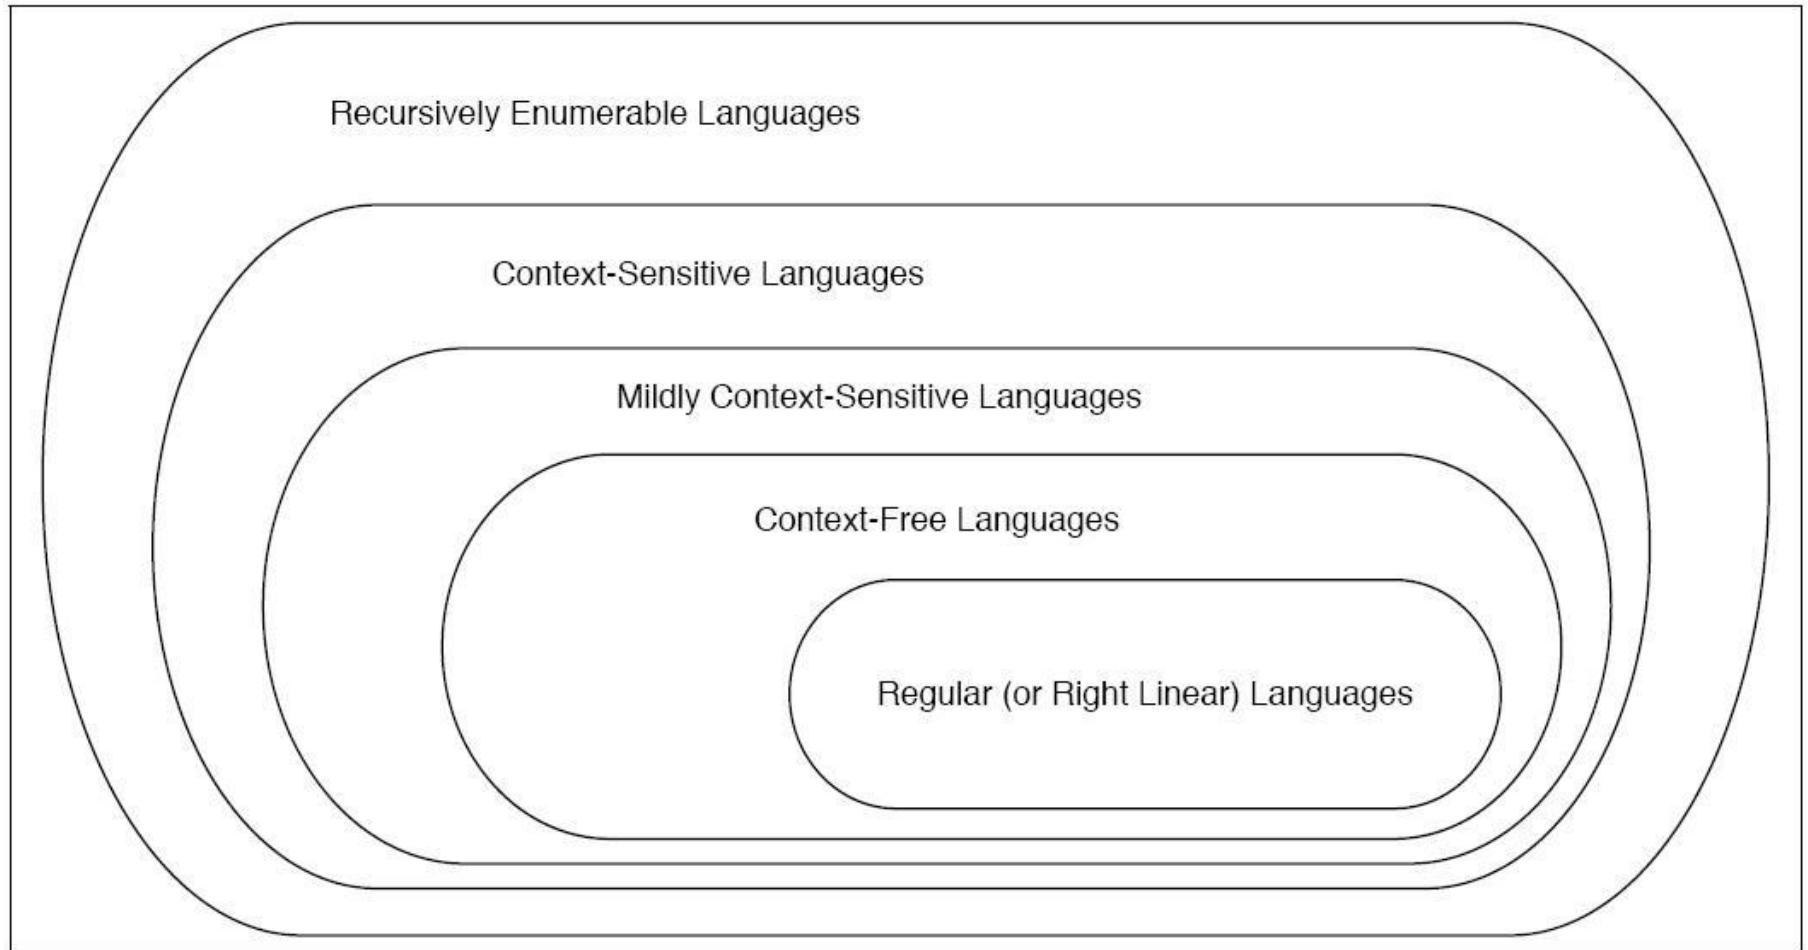 Recursively Enumerable Languages
Context-Sensitive Languages
Mildly Context-Sensitive Languages
Context-Free Languages
Regular (or Right Linear) Languages